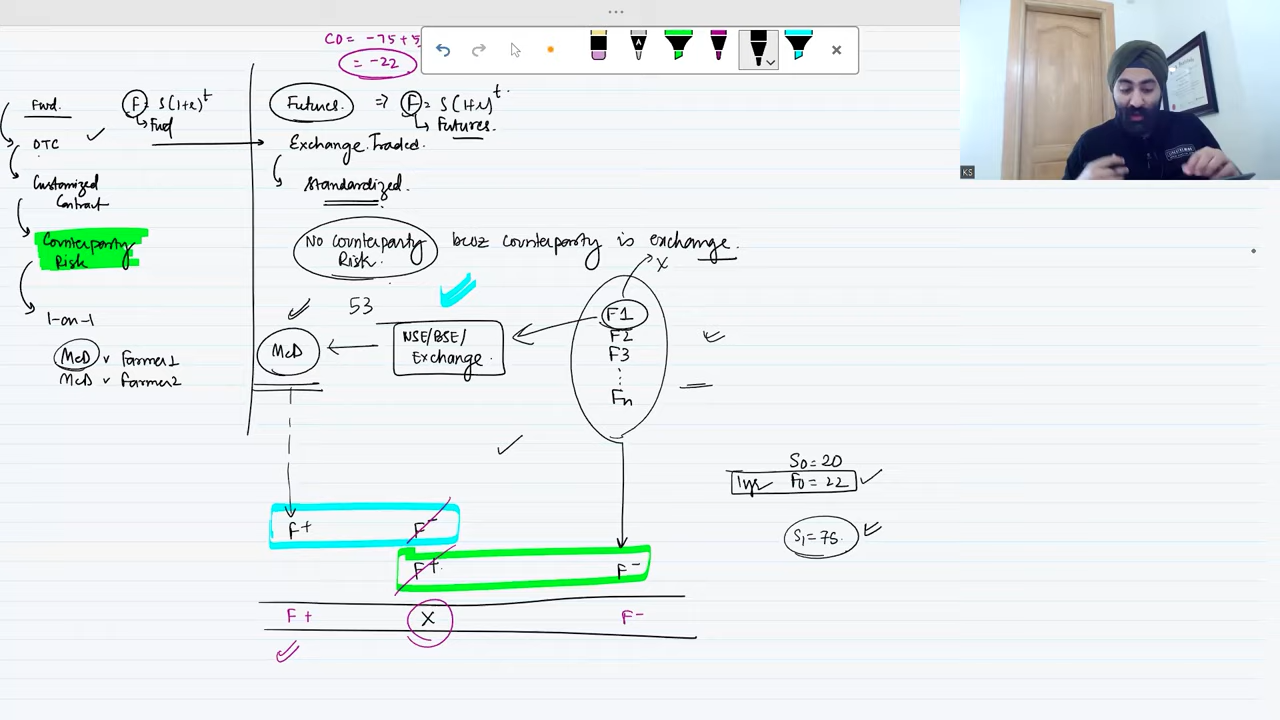 CO = -75+5
= -22
Fwd.
F = S(1+r)^t
Fwd
OTC
Customized
Contract
Counterparty
Risk
1-on-1
McD v Farmer1
McD v Farmer2
Futures. => F = S(1+r)^t.
Futures.
Exchange Traded.
Standardized.
No Counterparty
Risk.
bcoz counterparty is exchange.
X
53
McD
NSE/BSE/
Exchange.
F1
F2
F3
Fn
S0 = 20
1yr F0 = 22
S1 = 75.
F+ F-
F+ F-
F+ X F-
KS